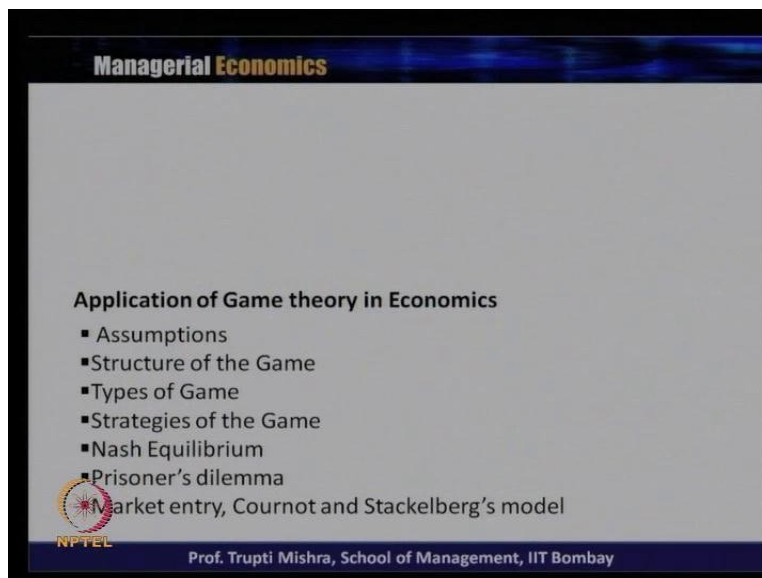 Managerial Economics
Application of Game theory in Economics
▪ Assumptions
▪Structure of the Game
▪Types of Game
▪Strategies of the Game
▪Nash Equilibrium
▪Prisoner's dilemma
▪Market entry, Cournot and Stackelberg's model
NPTEL
Prof. Trupti Mishra, School of Management, IIT Bombay